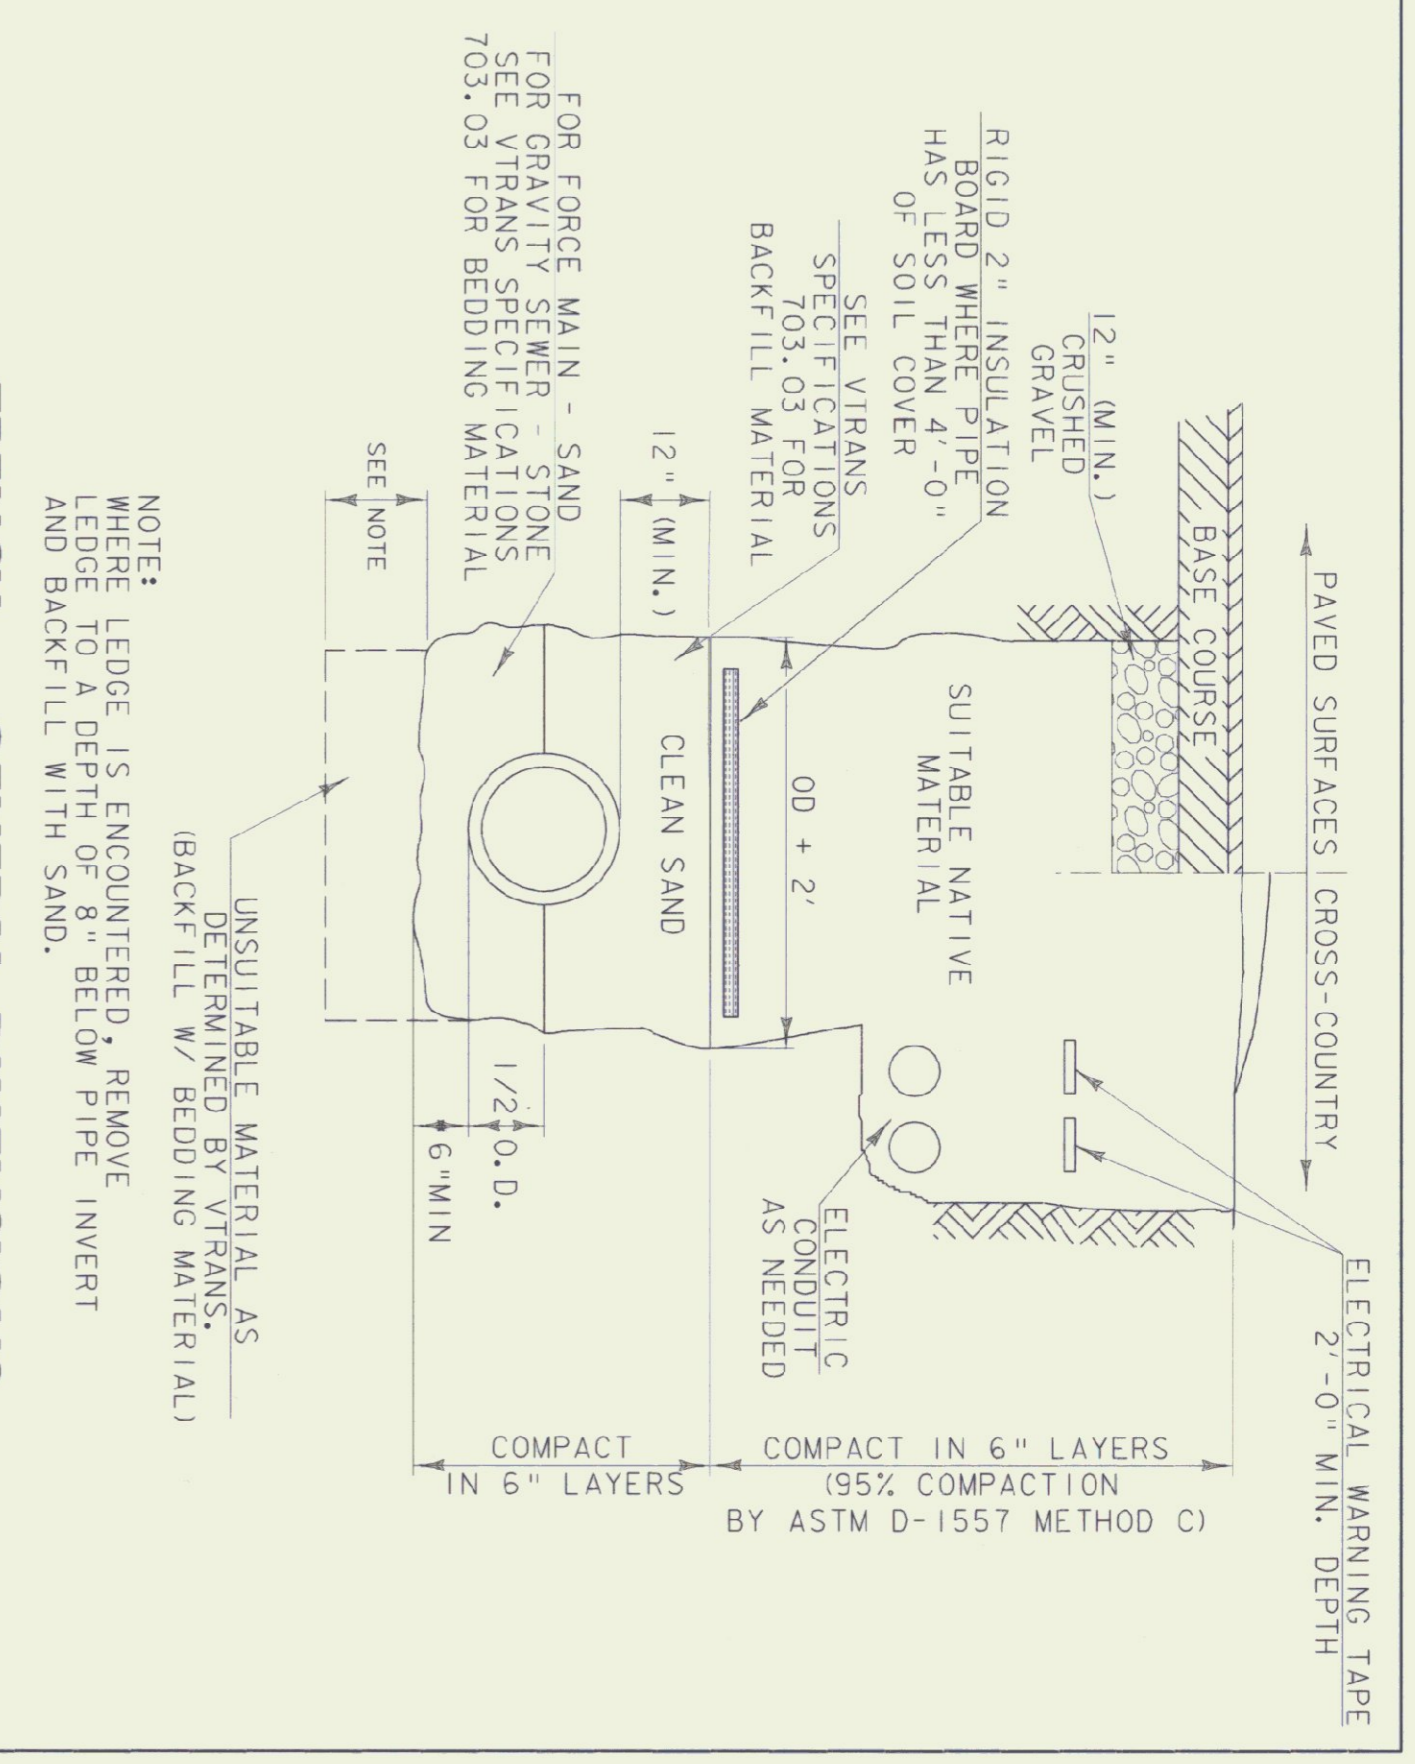 PAVED SURFACES
CROSS-COUNTRY
ELECTRICAL WARNING TAPE
2'-0" MIN. DEPTH
BASE COURSE
12" (MIN.)
CRUSHED
GRAVEL
RIGID 2" INSULATION
BOARD WHERE PIPE
HAS LESS THAN 4'-0"
OF SOIL COVER
SUITABLE NATIVE
MATERIAL
SEE VTRANS
SPECIFICATIONS
703.03 FOR
BACKFILL MATERIAL
OD + 2'
ELECTRIC
CONDUIT
AS NEEDED
COMPACT IN 6" LAYERS
(95% COMPACTION
BY ASTM D-1557 METHOD C)
12" (MIN.)
CLEAN SAND
FOR FORCE MAIN - SAND
FOR GRAVITY SEWER - STONE
SEE VTRANS SPECIFICATIONS
703.03 FOR BEDDING MATERIAL
1/2 O.D.
6"MIN
COMPACT
IN 6" LAYERS
SEE NOTE
UNSUITABLE MATERIAL AS
DETERMINED BY VTRANS.
(BACKFILL W/ BEDDING MATERIAL)
NOTE:
WHERE LEDGE IS ENCOUNTERED, REMOVE
LEDGE TO A DEPTH OF 8" BELOW PIPE INVERT
AND BACKFILL WITH SAND.